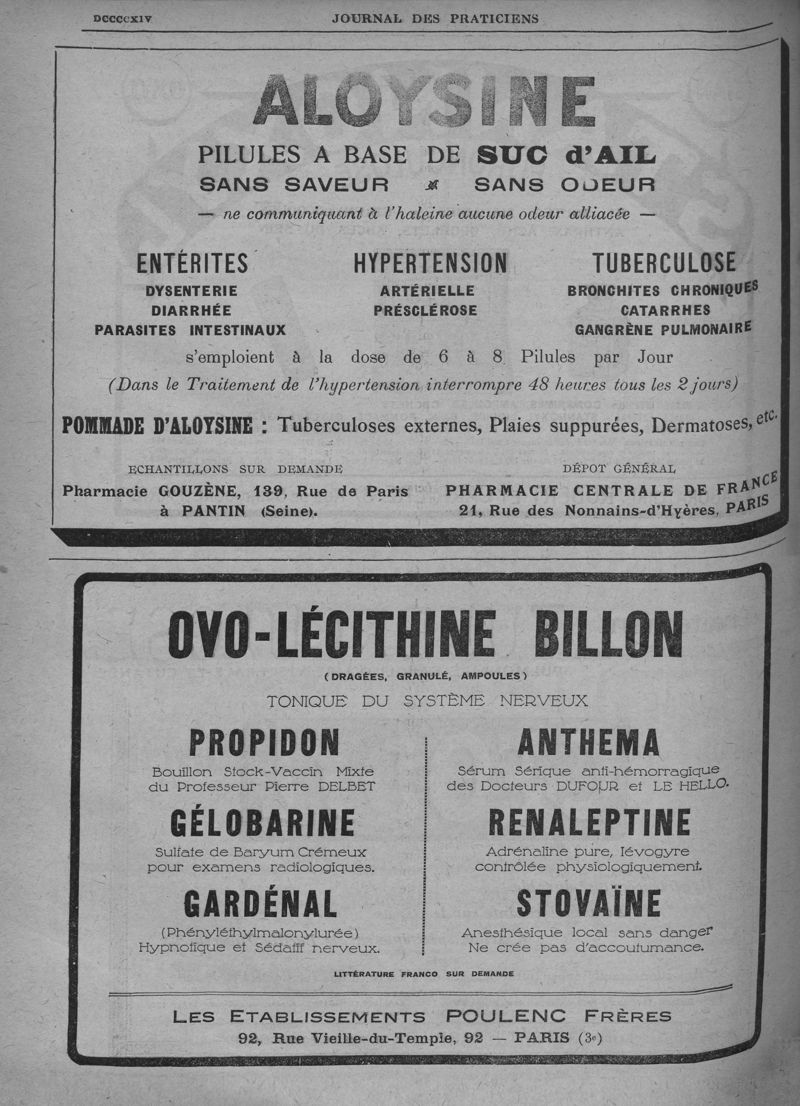 DCCCCXIV
JOURNAL DES PRATICIENS
ALOYSINE
PILULES A BASE DE SUC d'AIL
SANS SAVEUR SANS ODEUR
— ne communiquant à l'haleine aucune odeur alliacée —
ENTÉRITES
DYSENTERIE
DIARRHÉE
PARASITES INTESTINAUX
HYPERTENSION
ARTÉRIELLE
PRÉSCLÉROSE
TUBERCULOSE
BRONCHITES CHRONIQUES
CATARRHES
GANGRÈNE PULMONAIRE
s'emploient à la dose de 6 à 8 Pilules par Jour
(Dans le Traitement de l'hypertension interrompre 48 heures tous les 2 jours)
POMMADE D'ALOYSINE : Tuberculoses externes, Plaies suppurées, Dermatoses, etc.
ECHANTILLONS SUR DEMANDE
Pharmacie GOUZÈNE, 139, Rue de Paris
à PANTIN (Seine).
DÉPOT GÉNÉRAL
PHARMACIE CENTRALE DE FRANCE
21, Rue des Nonnains-d'Hyères, PARIS
OVO-LÉCITHINE BILLON
(DRAGÉES, GRANULÉ, AMPOULES)
TONIQUE DU SYSTÈME NERVEUX
PROPIDON
Bouillon Stock-Vaccin Mixte
du Professeur Pierre DELBET
GÉLOBARINE
Sulfate de Baryum Crémeux
pour examens radiologiques.
GARDÉNAL
(Phényléthylmalonylurée)
Hypnotique et Sédatif nerveux.
ANTHEMA
Sérum Sérique anti-hémorragique
des Docteurs DUFOUR et LE HELLO.
RENALEPTINE
Adrénaline pure, lévogyre
contrôlée physiologiquement.
STOVAÏNE
Anesthésique local sans danger
Ne crée pas d'accoutumance.
LITTÉRATURE FRANCO SUR DEMANDE
LES ETABLISSEMENTS POULENC FRÈRES
92, Rue Vieille-du-Temple, 92 — PARIS (3e)